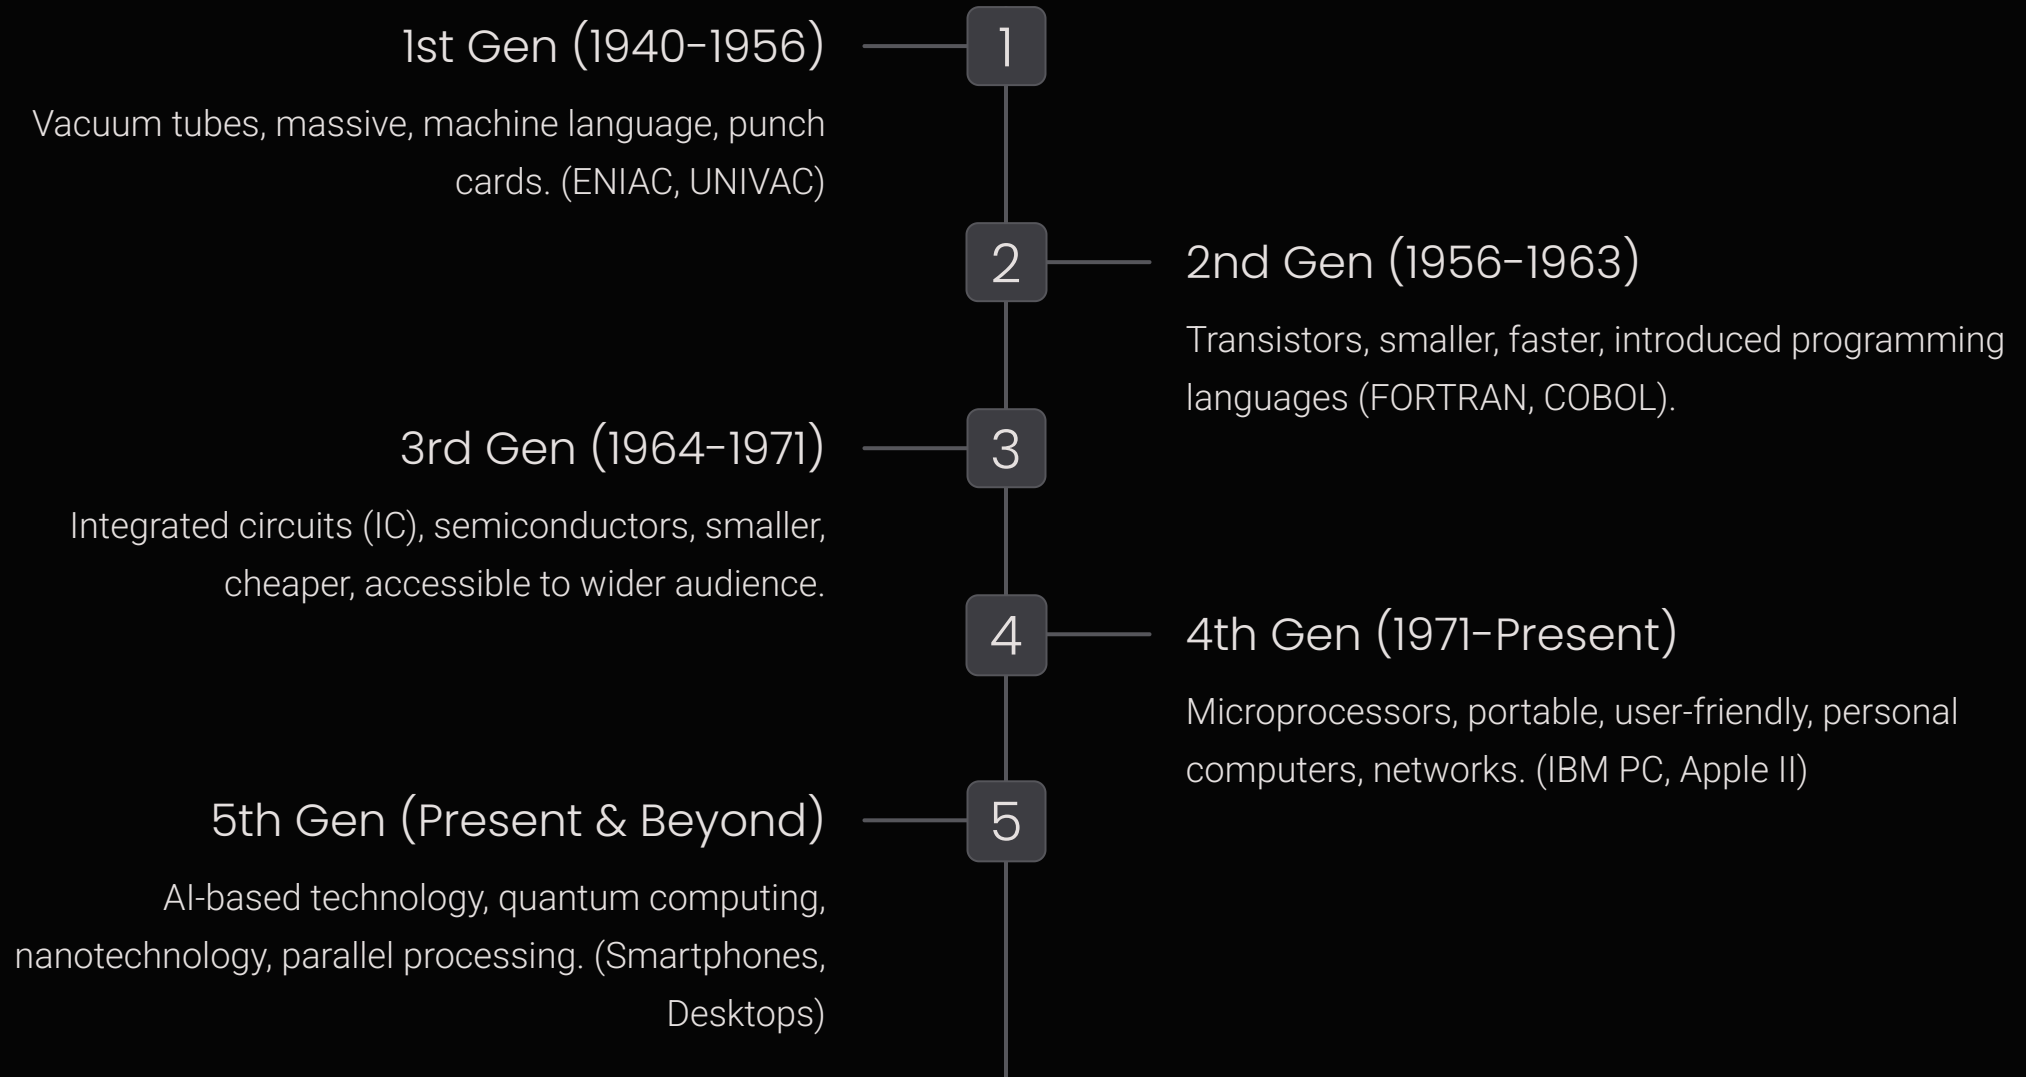 1st Gen (1940-1956)
1
Vacuum tubes, massive, machine language, punch
cards. (ENIAC, UNIVAC)
2
2nd Gen (1956-1963)
Transistors, smaller, faster, introduced programming
languages (FORTRAN, COBOL).
3rd Gen (1964-1971)
3
Integrated circuits (IC), semiconductors, smaller,
cheaper, accessible to wider audience.
4
4th Gen (1971-Present)
Microprocessors, portable, user-friendly, personal
computers, networks. (IBM PC, Apple II)
5th Gen (Present & Beyond)
5
AI-based technology, quantum computing,
nanotechnology, parallel processing. (Smartphones,
Desktops)